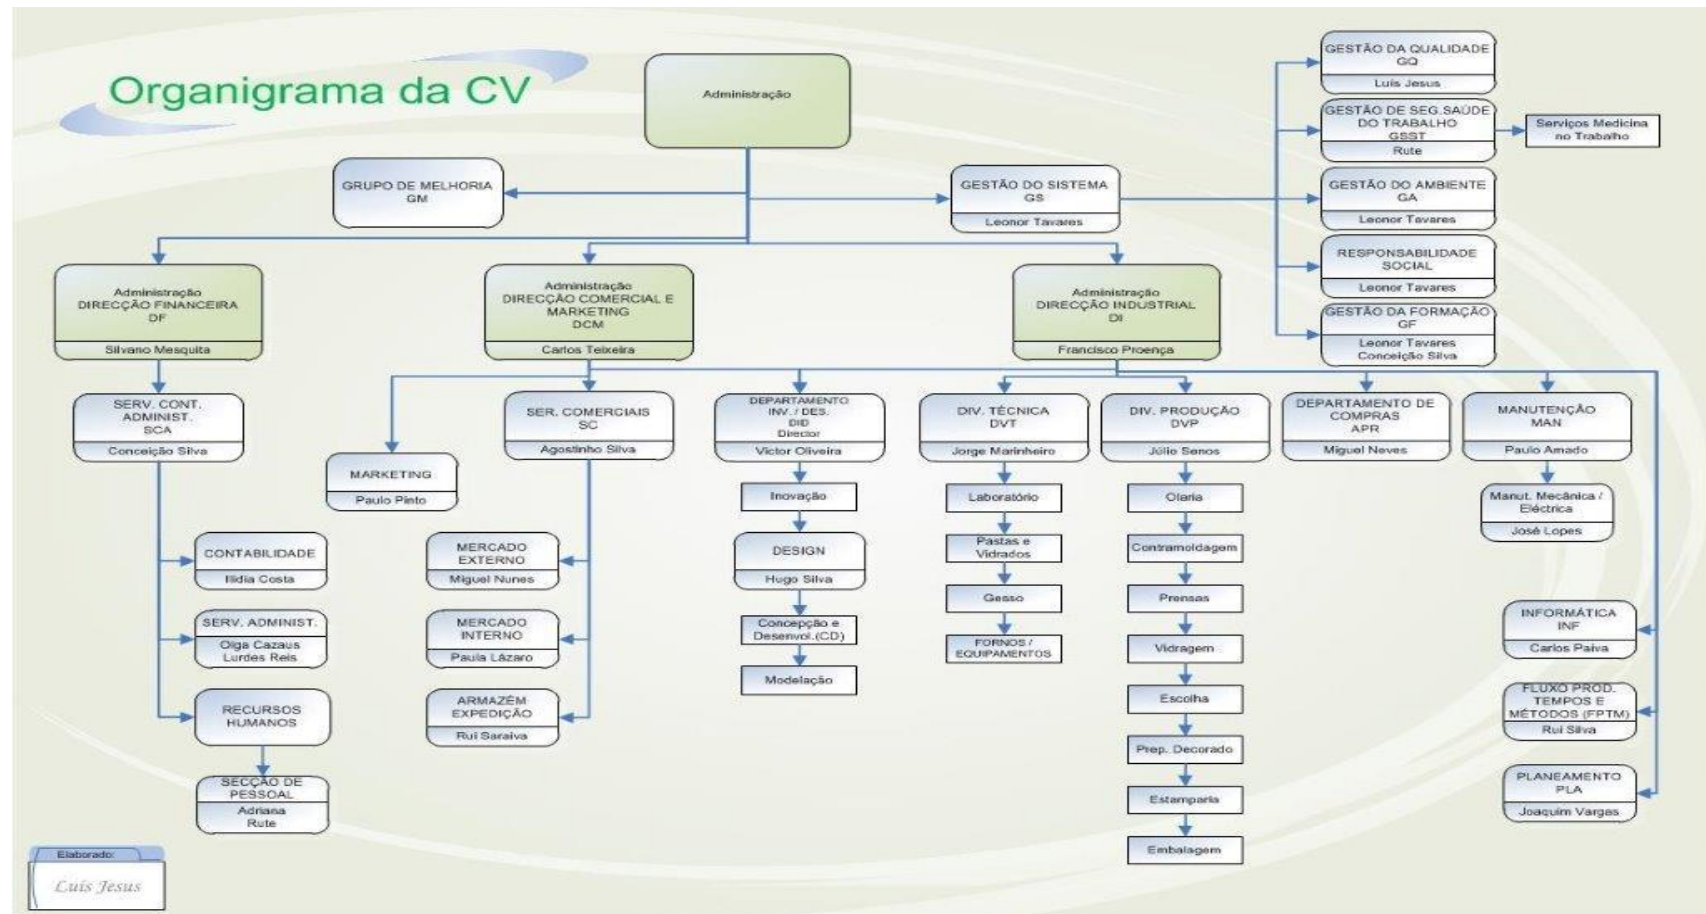 Organigrama da CV
Administração
GRUPO DE MELHORIA
GM
GESTÃO DO SISTEMA
GS
Leonor Tavares
GESTÃO DA QUALIDADE
GQ
Luís Jesus
GESTÃO DE SEG.SAÚDE
DO TRABALHO
GSST
Rute
Serviços Medicina
no Trabalho
GESTÃO DO AMBIENTE
GA
Leonor Tavares
RESPONSABILIDADE
SOCIAL
Leonor Tavares
GESTÃO DA FORMAÇÃO
GF
Leonor Tavares
Conceição Silva
Administração
DIRECÇÃO FINANCEIRA
DF
Silvano Mesquita
Administração
DIRECÇÃO COMERCIAL E
MARKETING
DCM
Carlos Teixeira
Administração
DIRECÇÃO INDUSTRIAL
DI
Francisco Proença
SERV. CONT.
ADMINIST.
SCA
Conceição Silva
CONTABILIDADE
Ilidia Costa
SERV. ADMINIST.
Olga Cazaus
Lurdes Reis
RECURSOS
HUMANOS
SECÇÃO DE
PESSOAL
Adriana
Rute
MARKETING
Paulo Pinto
SER. COMERCIAIS
SC
Agostinho Silva
MERCADO
EXTERNO
Miguel Nunes
MERCADO
INTERNO
Paula Lázaro
ARMAZÉM
EXPEDIÇÃO
Rui Saraiva
DEPARTAMENTO
INV. / DES.
DID
Director
Victor Oliveira
Inovação
DESIGN
Hugo Silva
Concepção e
Desenvol.(CD)
Modelação
DIV. TÉCNICA
DVT
Jorge Marinheiro
Laboratório
Pastas e
Vidrados
Gesso
FORNOS /
EQUIPAMENTOS
DIV. PRODUÇÃO
DVP
Júlio Senos
Olaria
Contramoldagem
Prensas
Vidragem
Escolha
Prep. Decorado
Estamparia
Embalagem
DEPARTAMENTO DE
COMPRAS
APR
Miguel Neves
MANUTENÇÃO
MAN
Paulo Amado
Manut. Mecânica /
Eléctrica
José Lopes
INFORMÁTICA
INF
Carlos Paiva
FLUXO PROD.
TEMPOS E
MÉTODOS (FPTM)
Rui Silva
PLANEAMENTO
PLA
Joaquim Vargas
Elaborado:
Luís Jesus